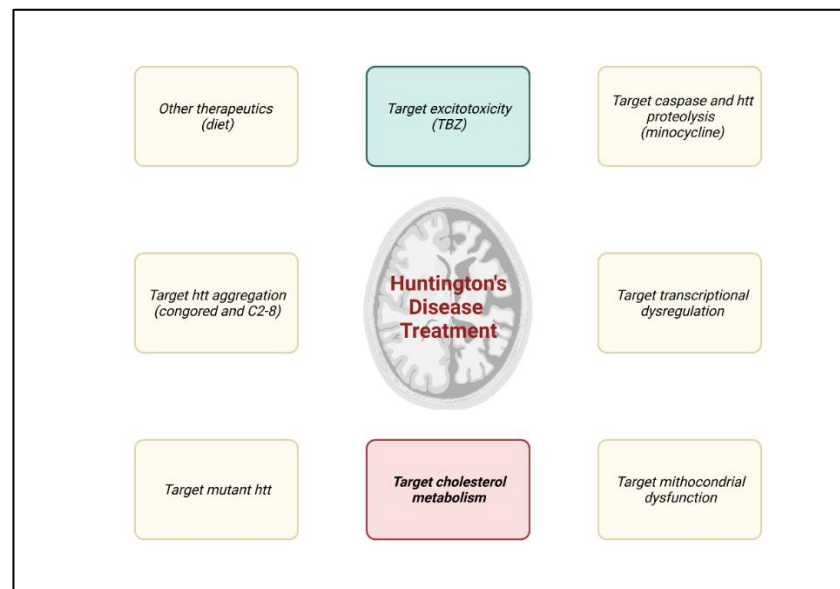 Other therapeutics
(diet)
Target excitotoxicity
(TBZ)
Target caspase and htt
proteolysis
(minocycline)
Target htt aggregation
(congored and C2-8)
Huntington's
Disease
Treatment
Target transcriptional
dysregulation
Target mutant htt
Target cholesterol
metabolism
Target mithocondrial
dysfunction